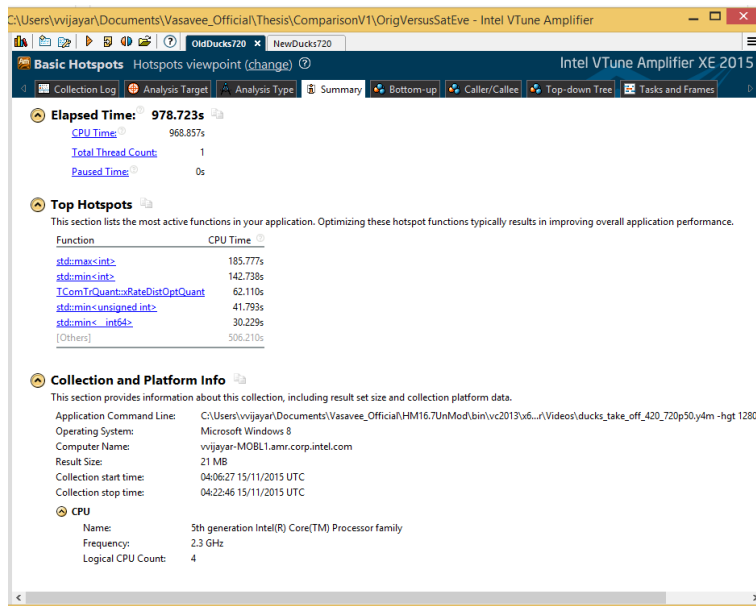 C:\Users\vvijayar\Documents\Vasavee_Official\Thesis\ComparisonV1\OrigVersusSatEve - Intel VTune Amplifier
OldDucks720 × NewDucks720
Basic Hotspots Hotspots viewpoint (change) Intel VTune Amplifier XE 2015
Collection Log Analysis Target Analysis Type Summary Bottom-up Caller/Callee Top-down Tree Tasks and Frames
Elapsed Time: 978.723s
CPU Time: 968.857s
Total Thread Count: 1
Paused Time: 0s
Top Hotspots
This section lists the most active functions in your application. Optimizing these hotspot functions typically results in improving overall application performance.
Function CPU Time
std::max<int> 185.777s
std::min<int> 142.738s
TComTrQuant::xRateDistOptQuant 62.110s
std::min<unsigned int> 41.793s
std::min<__int64> 30.229s
[Others] 506.210s
Collection and Platform Info
This section provides information about this collection, including result set size and collection platform data.
Application Command Line: C:\Users\vvijayar\Documents\Vasavee_Official\HM16.7UnMod\bin\vc2013\x6...r\Videos\ducks_take_off_420_720p50.y4m -hgt 1280
Operating System: Microsoft Windows 8
Computer Name: vvijayar-MOBL1.amr.corp.intel.com
Result Size: 21 MB
Collection start time: 04:06:27 15/11/2015 UTC
Collection stop time: 04:22:46 15/11/2015 UTC
CPU
Name: 5th generation Intel(R) Core(TM) Processor family
Frequency: 2.3 GHz
Logical CPU Count: 4